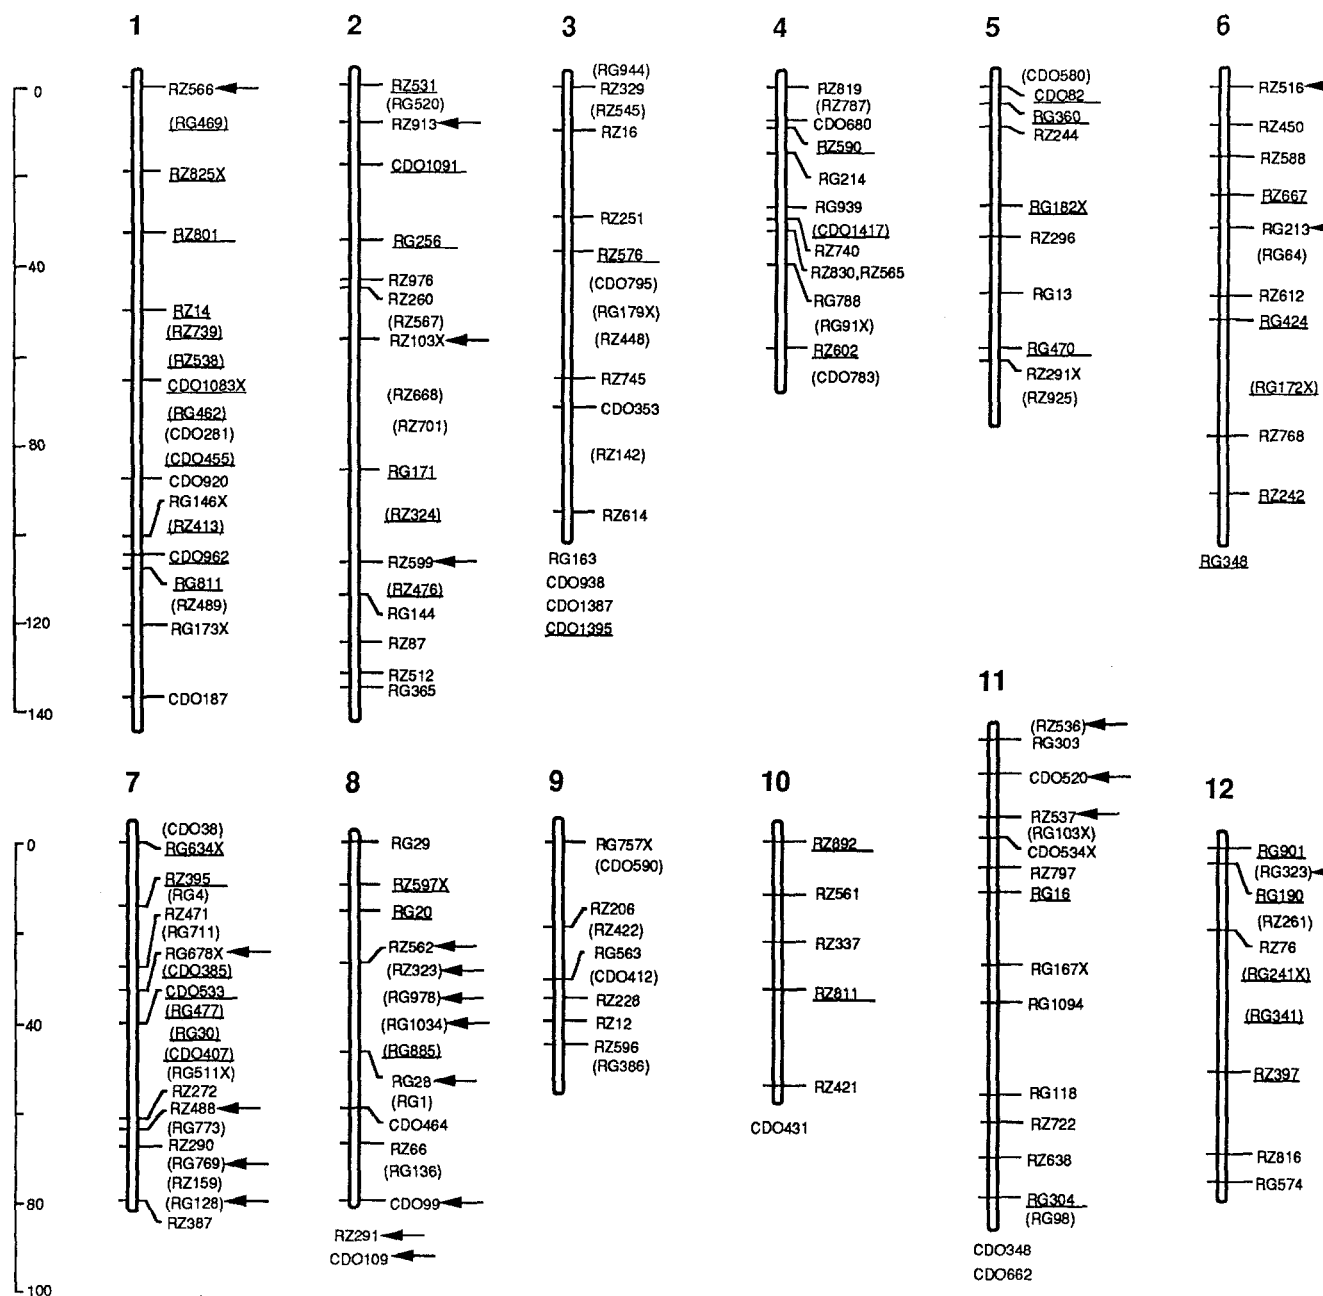 1
0
40
80
120
140
RZ566
(RG469)
RZ825X
RZ801
RZ14
(RZ739)
(RZ538)
CDO1083X
(RG462)
(CDO281)
(CDO455)
CDO920
RG146X
(RZ413)
CDO962
RG811
(RZ489)
RG173X
CDO187
2
RZ531
(RG520)
RZ913
CDO1091
RG256
RZ976
RZ260
(RZ567)
RZ103X
(RZ668)
(RZ701)
RG171
(RZ324)
RZ599
(RZ476)
RG144
RZ87
RZ512
RG365
3
(RG944)
RZ329
(RZ545)
RZ16
RZ251
RZ576
(CDO795)
(RG179X)
(RZ448)
RZ745
CDO353
(RZ142)
RZ614
RG163
CDO938
CDO1387
CDO1395
4
RZ819
(RZ787)
CDO680
RZ590
RG214
RG939
(CDO1417)
RZ740
RZ830,RZ565
RG788
(RG91X)
RZ602
(CDO783)
5
(CDO580)
CDO82
RG360
RZ244
RG182X
RZ296
RG13
RG470
RZ291X
(RZ925)
6
RZ516
RZ450
RZ588
RZ667
RG213
(RG64)
RZ612
RG424
(RG172X)
RZ768
RZ242
RG348
7
0
40
80
100
(CDO38)
RG634X
RZ395
(RG4)
RZ471
(RG711)
RG678X
(CDO385)
CDO533
(RG477)
(RG30)
(CDO407)
(RG511X)
RZ272
RZ488
(RG773)
RZ290
(RG769)
(RZ159)
(RG128)
RZ387
8
RG29
RZ597X
RG20
RZ562
(RZ323)
(RG978)
(RG1034)
(RG885)
RG28
(RG1)
CDO464
RZ66
(RG136)
CDO99
RZ291
CDO109
9
RG757X
(CDO590)
RZ206
(RZ422)
RG563
(CDO412)
RZ228
RZ12
RZ596
(RG386)
10
RZ892
RZ561
RZ337
RZ811
RZ421
CDO431
11
(RZ536)
RG303
CDO520
RZ537
(RG103X)
CDO534X
RZ797
RG16
RG167X
RG1094
RG118
RZ722
RZ638
RG304
(RG98)
CDO348
CDO662
12
RG901
(RG323)
RG190
(RZ261)
RZ76
(RG241X)
(RG341)
RZ397
RZ816
RG574